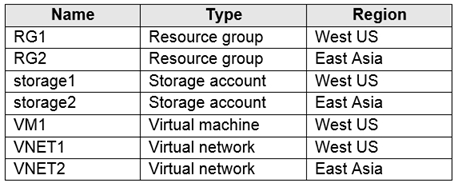 Name Type Region
RG1 Resource group West US
RG2 Resource group East Asia
storage1 Storage account West US
storage2 Storage account East Asia
VM1 Virtual machine West US
VNET1 Virtual network West US
VNET2 Virtual network East Asia